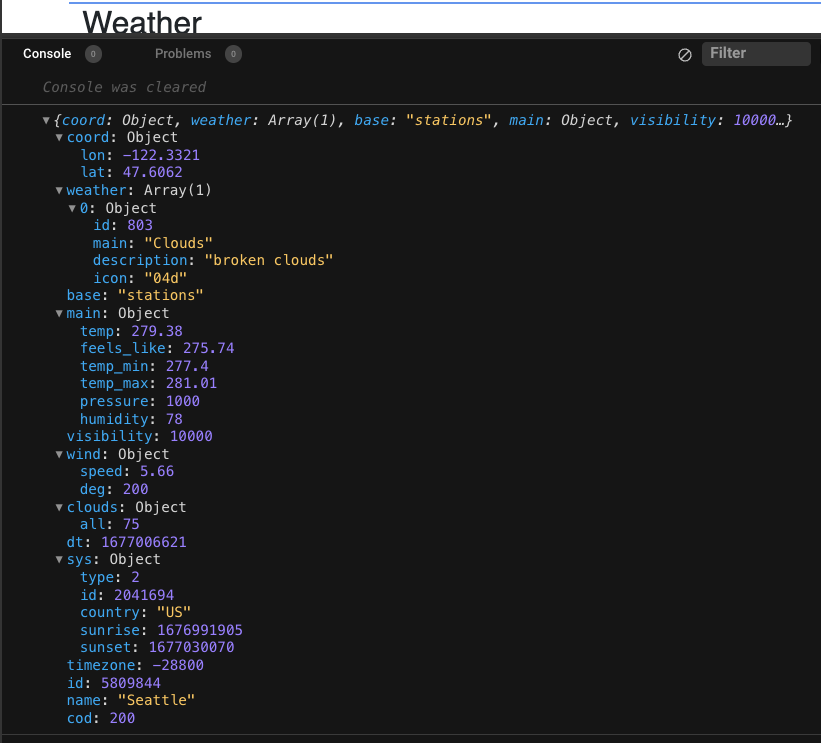 Weather
Console 0 Problems 0 Filter
Console was cleared
▼{coord: Object, weather: Array(1), base: "stations", main: Object, visibility: 10000…}
▼coord: Object
lon: -122.3321
lat: 47.6062
▼weather: Array(1)
▼0: Object
id: 803
main: "Clouds"
description: "broken clouds"
icon: "04d"
base: "stations"
▼main: Object
temp: 279.38
feels_like: 275.74
temp_min: 277.4
temp_max: 281.01
pressure: 1000
humidity: 78
visibility: 10000
▼wind: Object
speed: 5.66
deg: 200
▼clouds: Object
all: 75
dt: 1677006621
▼sys: Object
type: 2
id: 2041694
country: "US"
sunrise: 1676991905
sunset: 1677030070
timezone: -28800
id: 5809844
name: "Seattle"
cod: 200